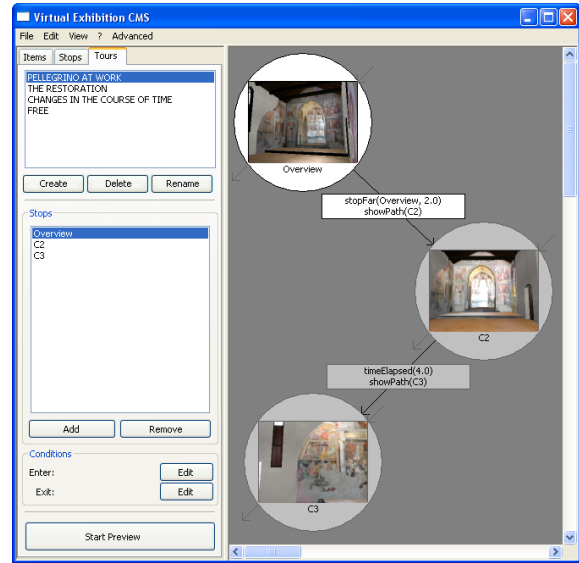 Virtual Exhibition CMS
File Edit View ? Advanced
Items Stops Tours
PELLEGRINO AT WORK
THE RESTORATION
CHANGES IN THE COURSE OF TIME
FREE
Create Delete Rename
Stops
Overview
C2
C3
Add Remove
Conditions
Enter: Edit
Exit: Edit
Start Preview
Overview
stopFar(Overview, 2.0)
showPath(C2)
C2
timeElapsed(4.0)
showPath(C3)
C3